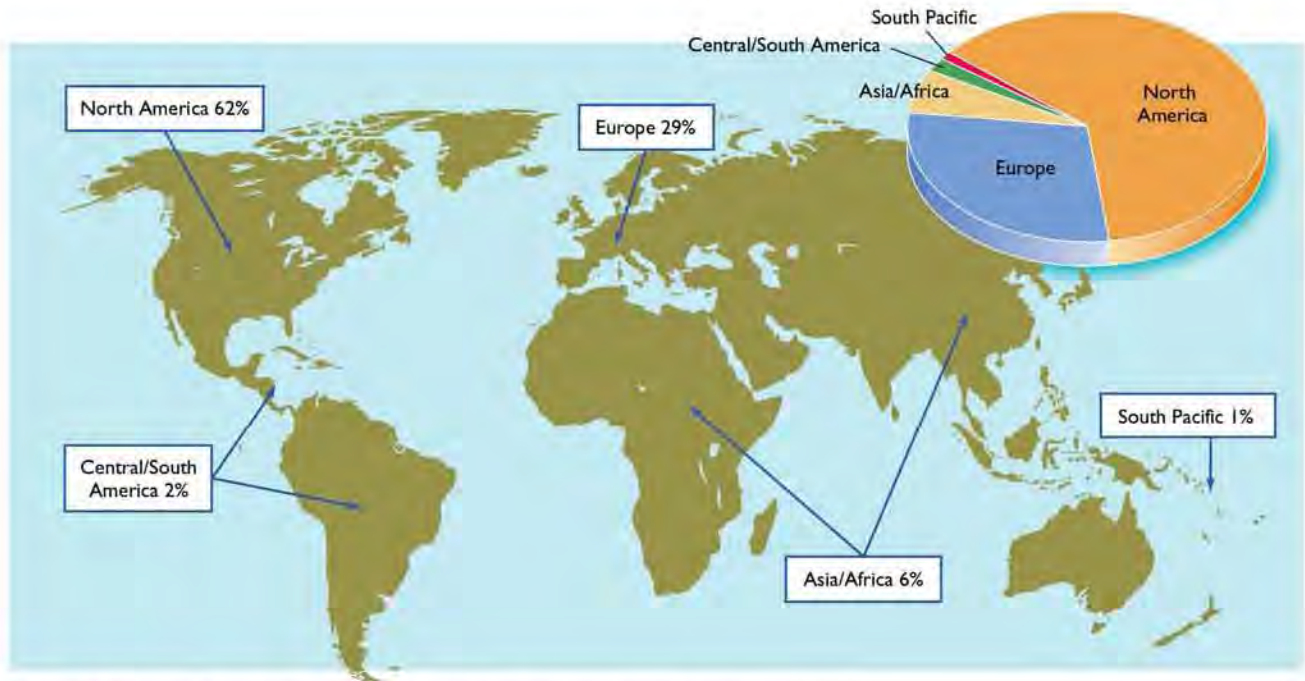 South Pacific
Central/South America
Asia/Africa
North
America
Europe
North America 62%
Europe 29%
South Pacific 1%
Central/South
America 2%
Asia/Africa 6%